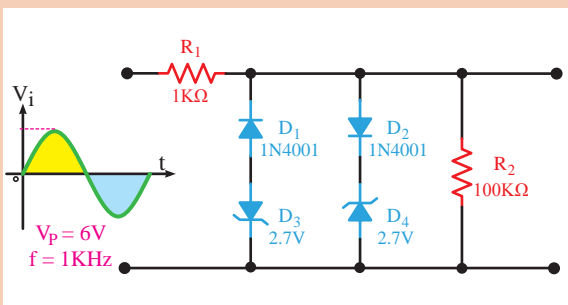 R1
1KΩ
Vi
D1
1N4001
D2
1N4001
t
R2
100KΩ
o
D3
2.7V
D4
2.7V
VP = 6V
f = 1KHz